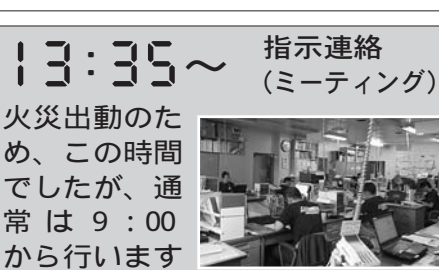 13:35～ 指示連絡
(ミーティング)
火災出動のた
め、この時間
でしたが、通
常は9:00
から行います